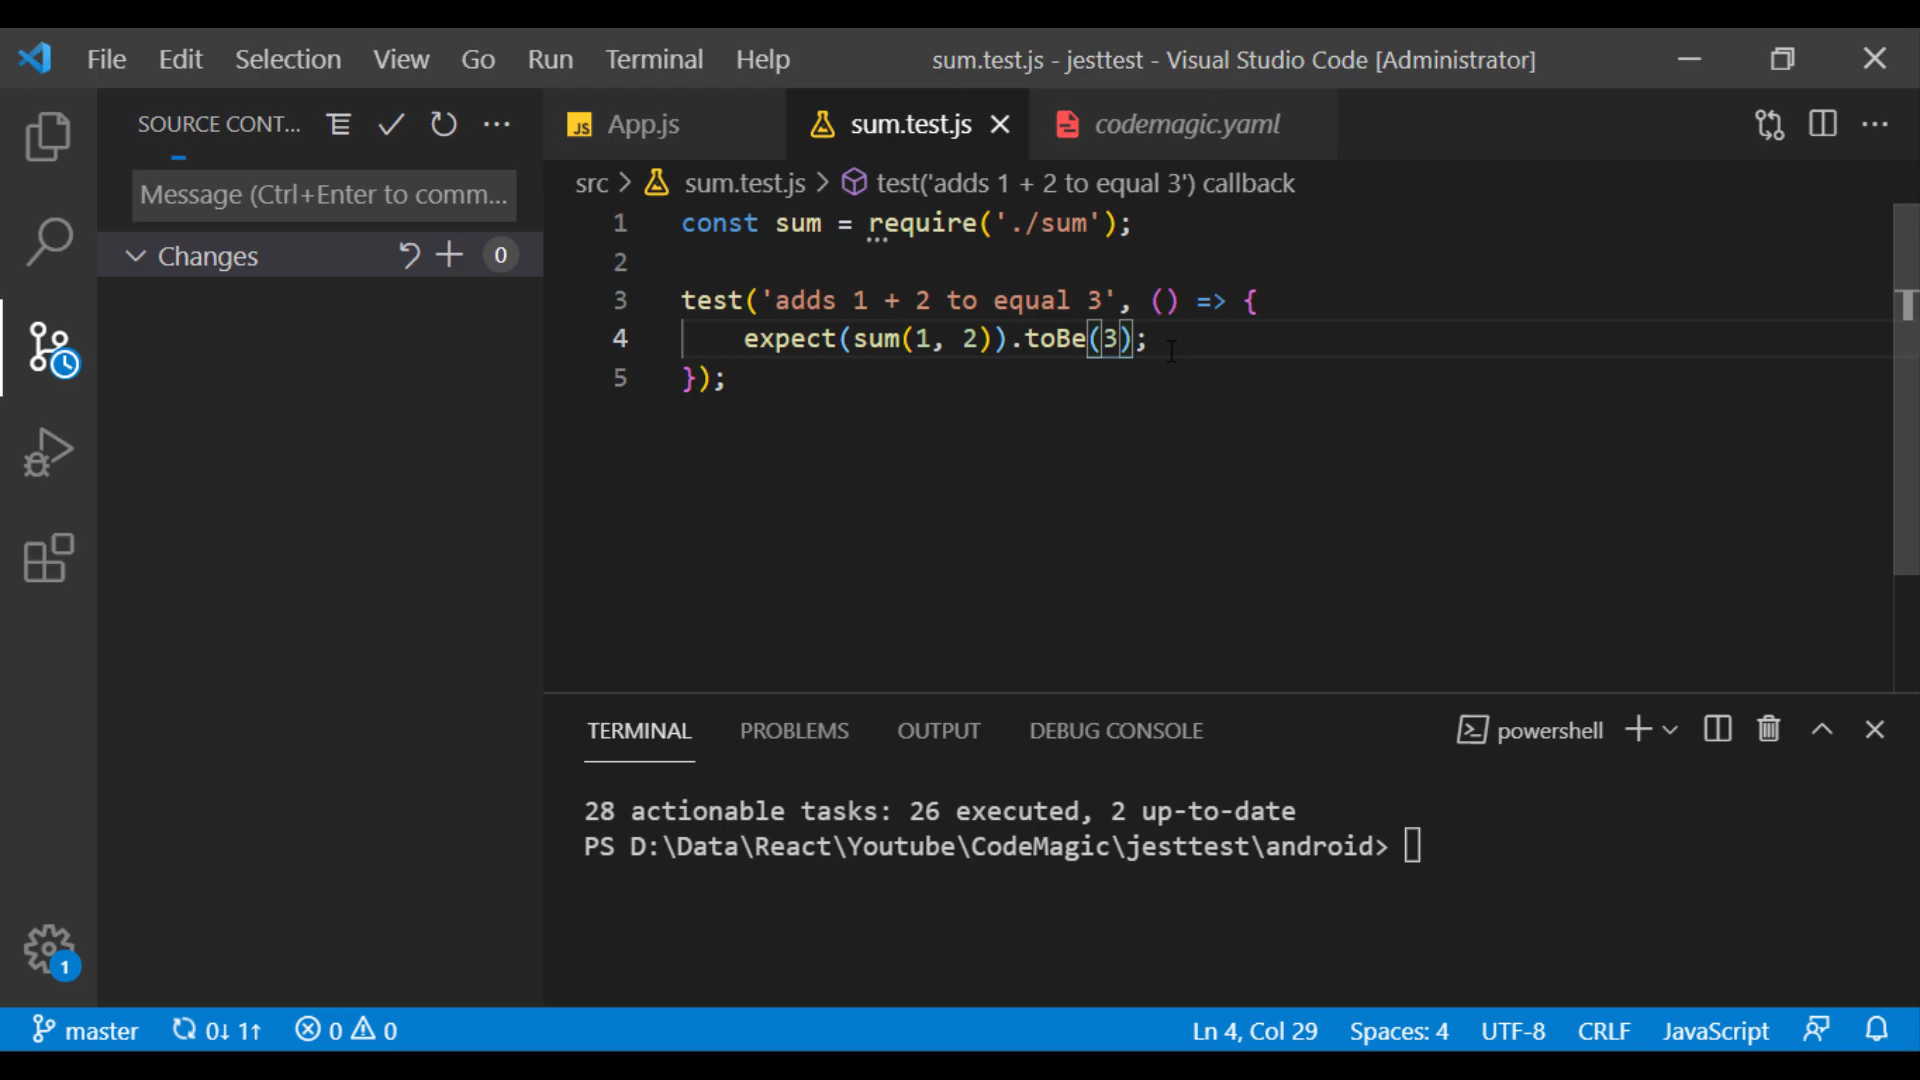 File Edit Selection View Go Run Terminal Help sum.test.js - jesttest - Visual Studio Code [Administrator]
SOURCE CONT...
App.js sum.test.js codemagic.yaml
Message (Ctrl+Enter to comm...
src > sum.test.js > test('adds 1 + 2 to equal 3') callback
Changes 0
1 const sum = require('./sum');
2
3 test('adds 1 + 2 to equal 3', () => {
4 expect(sum(1, 2)).toBe(3);
5 });
TERMINAL PROBLEMS OUTPUT DEBUG CONSOLE powershell
28 actionable tasks: 26 executed, 2 up-to-date
PS D:\Data\React\Youtube\CodeMagic\jesttest\android>
1
master 0↓ 1↑ 0 0 Ln 4, Col 29 Spaces: 4 UTF-8 CRLF JavaScript